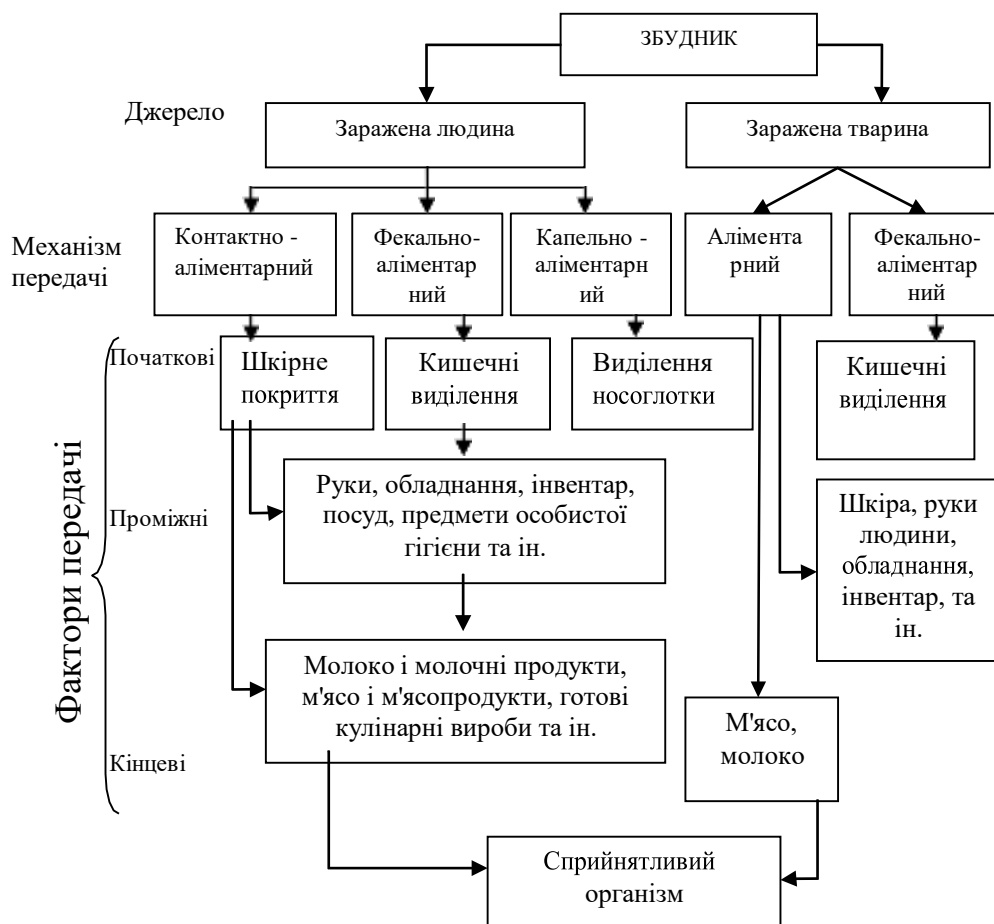 ЗБУДНИК
Джерело
Заражена людина
Заражена тварина
Механізм
передачі
Контактно -
аліментарний
Фекально-
аліментар
ний
Капельно -
аліментарн
ий
Алімента
рний
Фекально-
аліментар
ний
Фактори передачі
Початкові
Шкірне
покриття
Кишечні
виділення
Виділення
носоглотки
Кишечні
виділення
Проміжні
Руки, обладнання, інвентар,
посуд, предмети особистої
гігієни та ін.
Шкіра, руки
людини,
обладнання,
інвентар, та
ін.
Кінцеві
Молоко і молочні продукти,
м'ясо і м'ясопродукти, готові
кулінарні вироби та ін.
М'ясо,
молоко
Сприйнятливий
організм